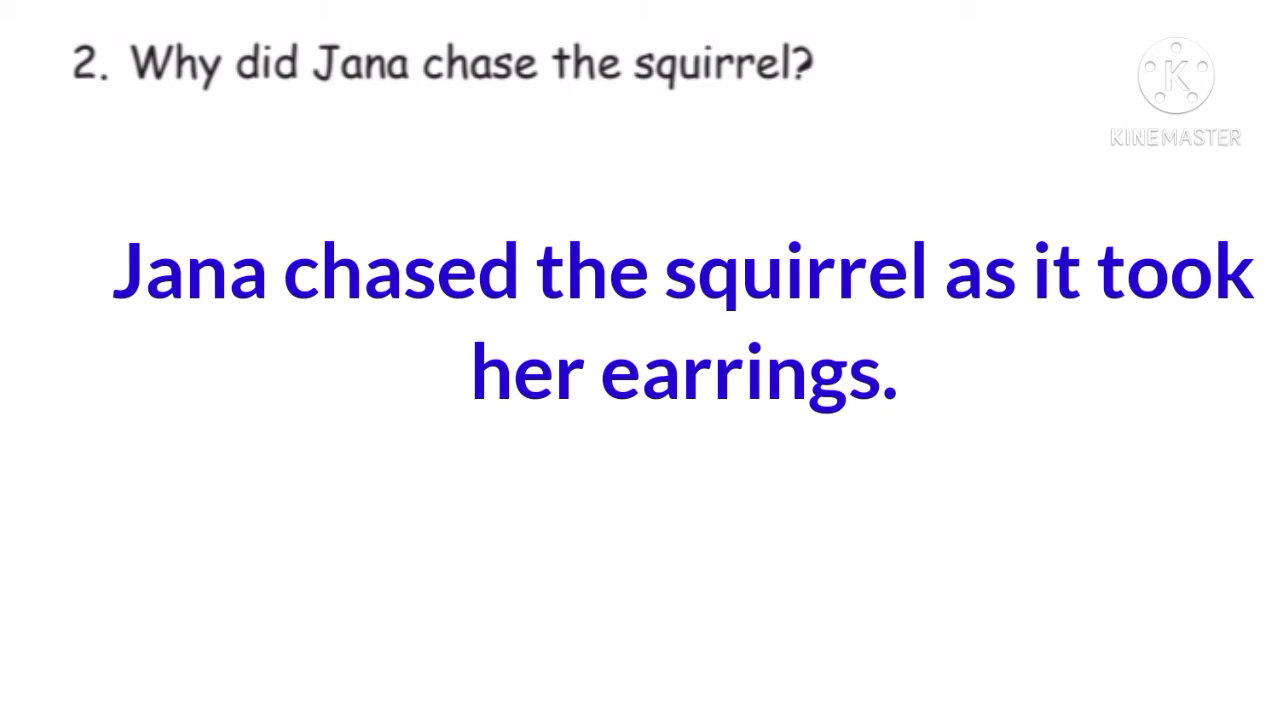 2. Why did Jana chase the squirrel?
K
KINEMASTER
Jana chased the squirrel as it took
her earrings.